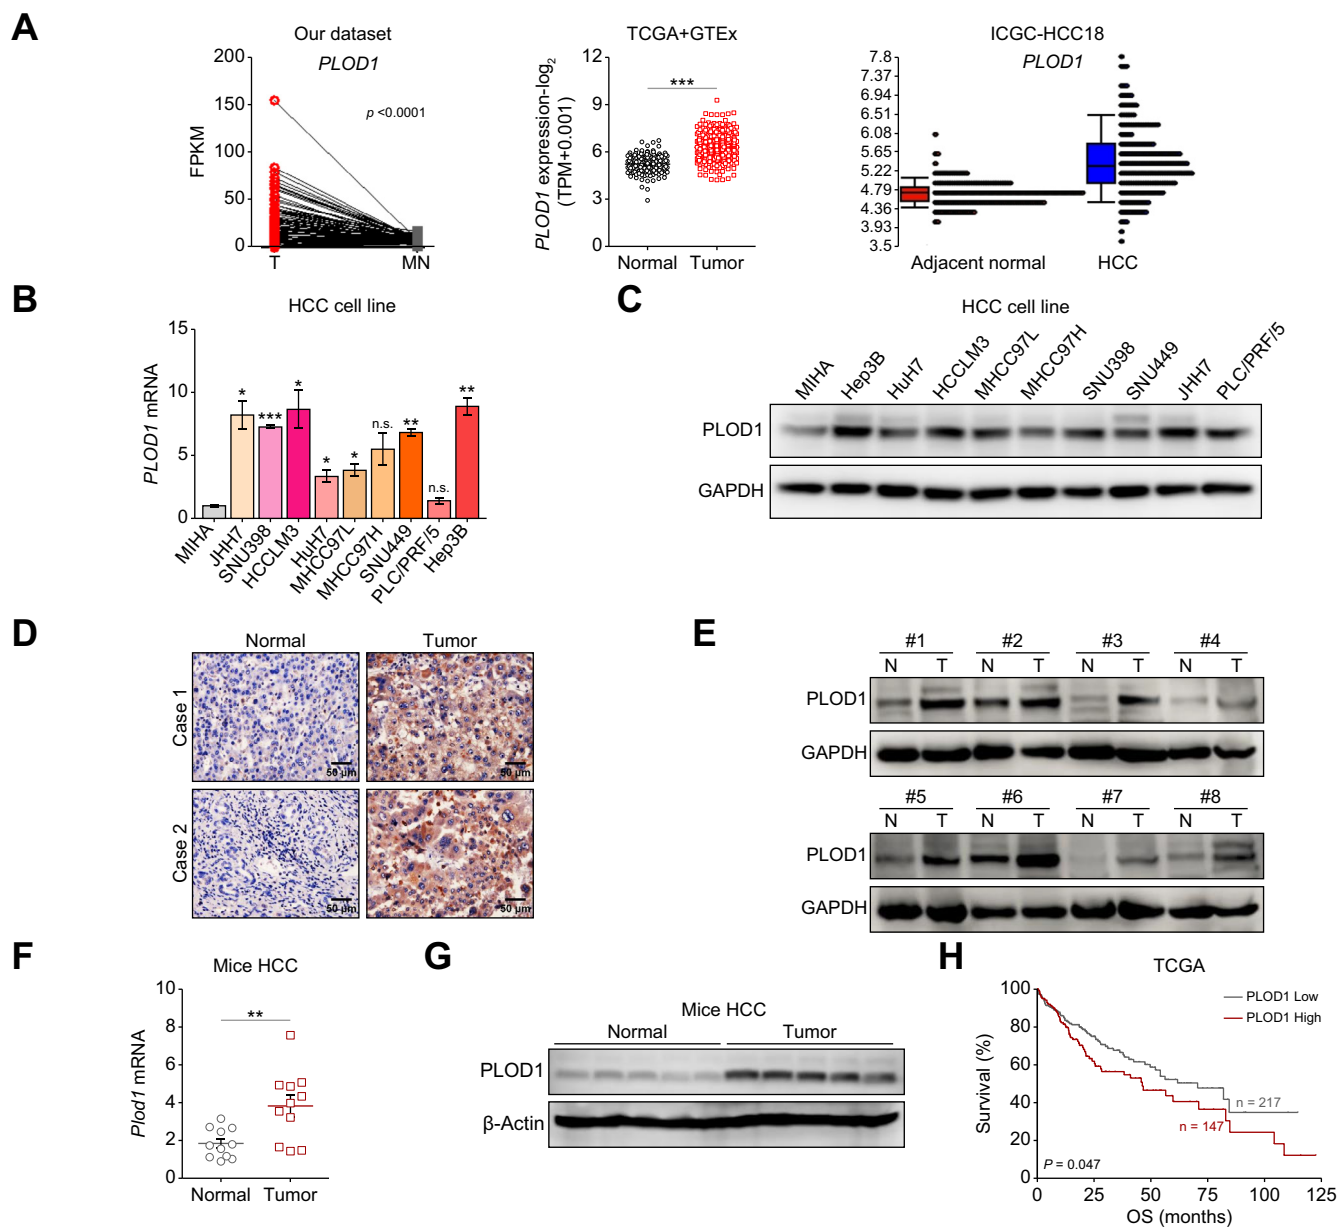 A
Our dataset
PLOD1
p <0.0001
FPKM
200
150
100
50
0
T
MN
TCGA+GTEx
***
PLOD1 expression-log2
(TPM+0.001)
12
9
6
3
0
Normal
Tumor
ICGC-HCC18
PLOD1
7.8
7.37
6.94
6.51
6.08
5.65
5.22
4.79
4.36
3.93
3.5
Adjacent normal
HCC
B
HCC cell line
PLOD1 mRNA
15
10
5
0
*
***
*
*
*
n.s.
**
n.s.
**
MIHA
JHH7
SNU398
HCCLM3
HuH7
MHCC97L
MHCC97H
SNU449
PLC/PRF/5
Hep3B
C
HCC cell line
MIHA
Hep3B
HuH7
HCCLM3
MHCC97L
MHCC97H
SNU398
SNU449
JHH7
PLC/PRF/5
PLOD1
GAPDH
D
Normal
Tumor
Case 1
50 µm
50 µm
Case 2
50 µm
50 µm
E
#1 #2 #3 #4
N T N T N T N T
PLOD1
GAPDH
#5 #6 #7 #8
N T N T N T N T
PLOD1
GAPDH
F
Mice HCC
**
Plod1 mRNA
10
8
6
4
2
0
Normal
Tumor
G
Mice HCC
Normal
Tumor
PLOD1
β-Actin
H
TCGA
PLOD1 Low
PLOD1 High
Survival (%)
100
80
60
40
20
0
n = 217
n = 147
P = 0.047
0 25 50 75 100 125
OS (months)